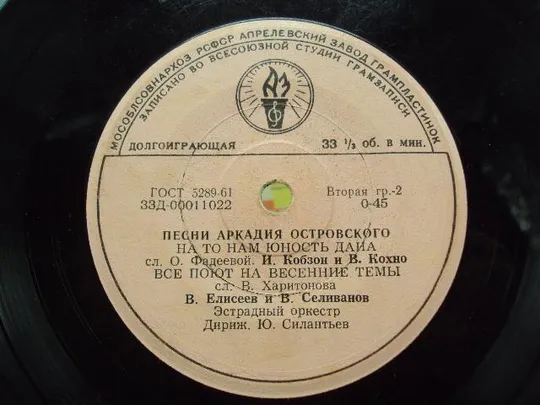 МОСОБЛСОВНАРХОЗ РСФСР АПРЕЛЕВСКИЙ ЗАВОД ГРАМПЛАСТИНОК
ЗАПИСАНО ВО ВСЕСОЮЗНОЙ СТУДИИ ГРАМЗАПИСИ
АЗ
ДОЛГОИГРАЮЩАЯ 33 ⅓ об. в мин.
ГОСТ 5289-61 Вторая гр.-2
33Д-00011022 0-45
ПЕСНИ АРКАДИЯ ОСТРОВСКОГО
НА ТО НАМ ЮНОСТЬ ДАНА
сл. О. Фадеевой. И. Кобзон и В. Кохно
ВСЕ ПОЮТ НА ВЕСЕННИЕ ТЕМЫ
сл. В. Харитонова
В. Елисеев и В. Селиванов
Эстрадный оркестр
Дириж. Ю. Силантьев